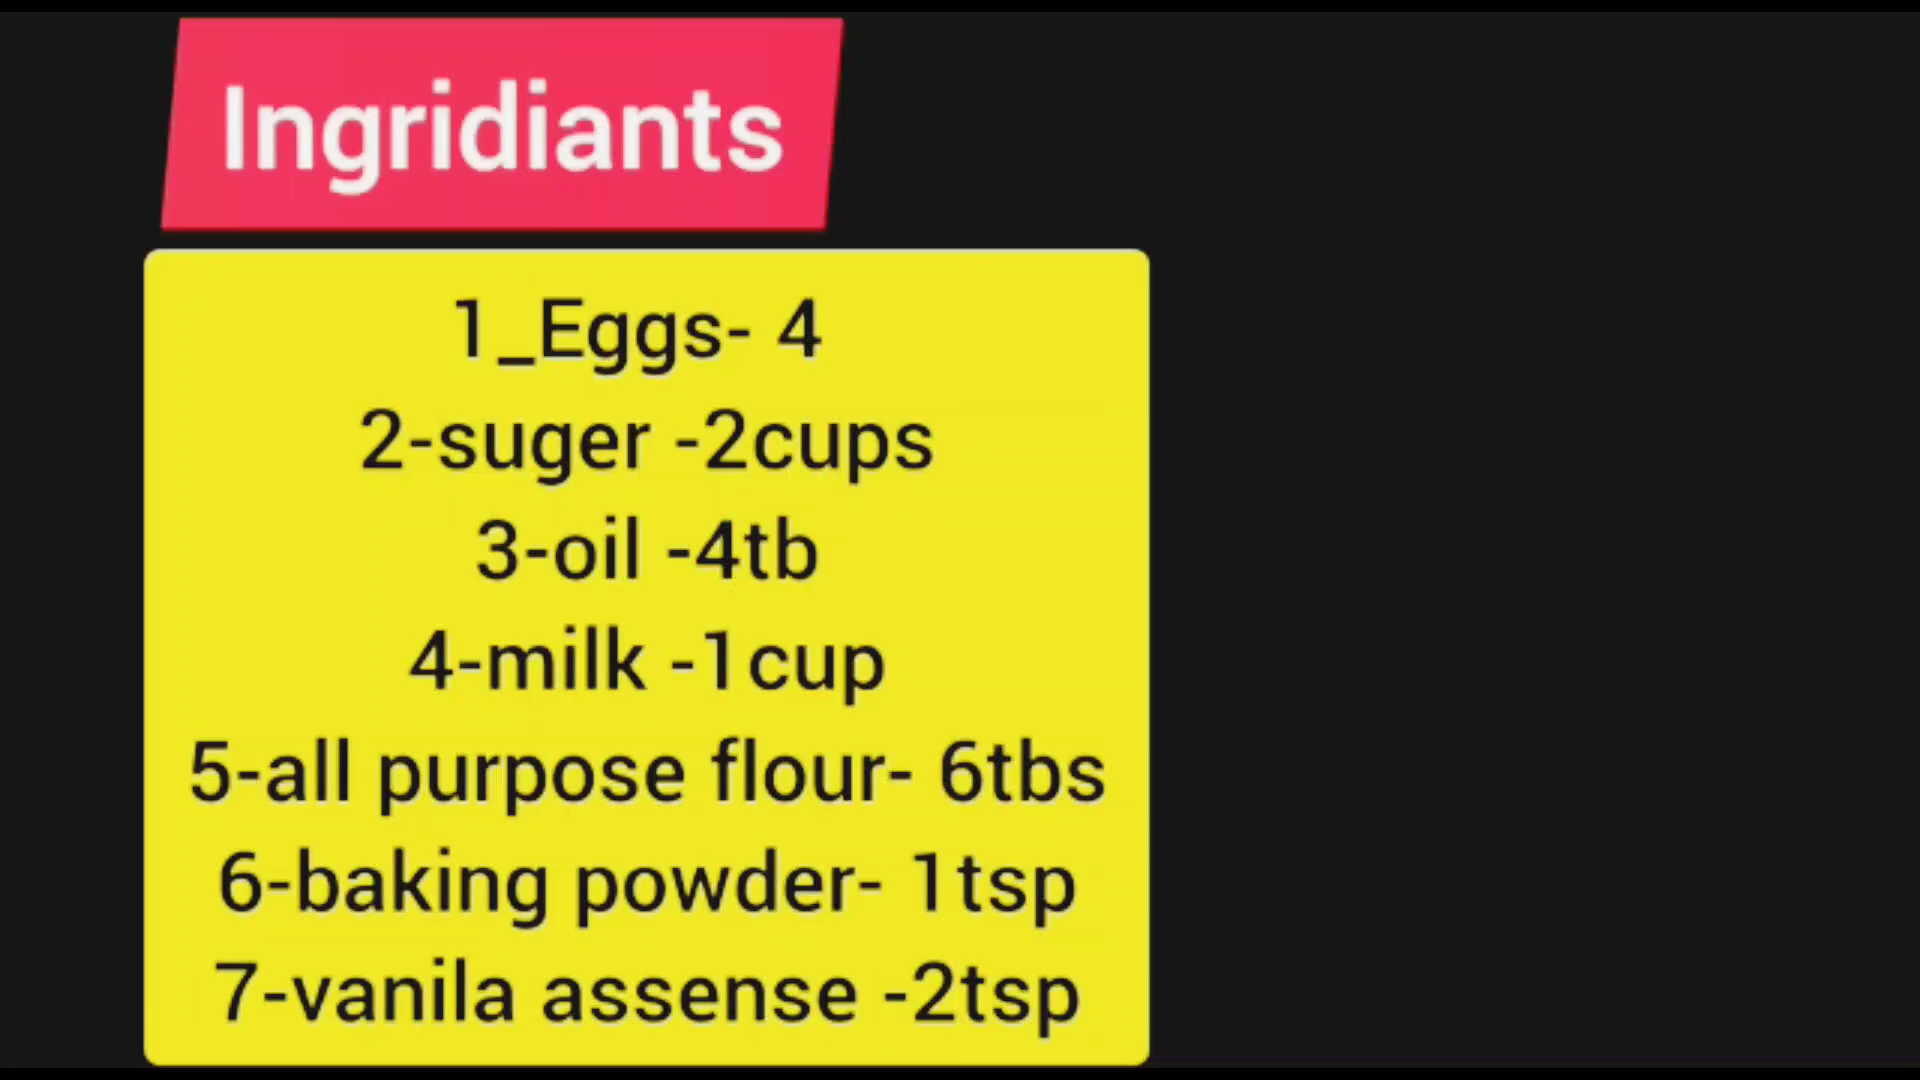 Ingridiants
1_Eggs- 4
2-suger -2cups
3-oil -4tb
4-milk -1cup
5-all purpose flour- 6tbs
6-baking powder- 1tsp
7-vanila assense -2tsp